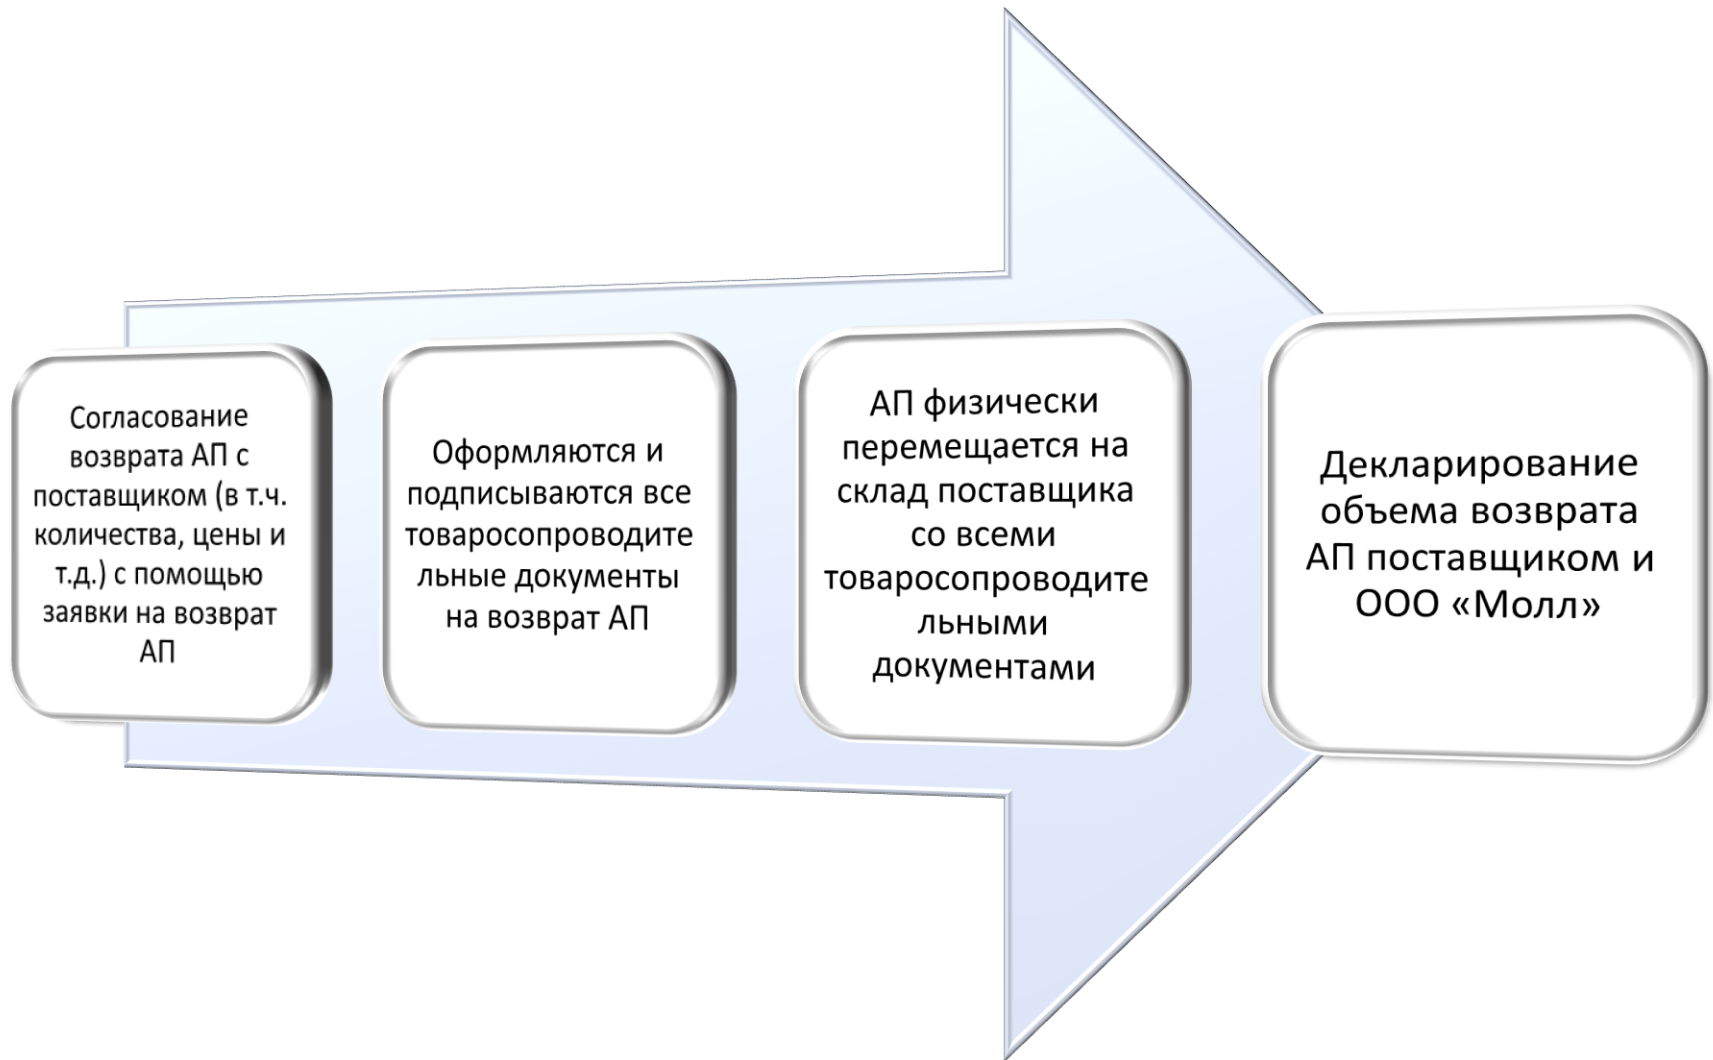 Согласование
возврата АП с
поставщиком (в т.ч.
количества, цены и
т.д.) с помощью
заявки на возврат
АП
Оформляются и
подписываются все
товаросопроводите
льные документы
на возврат АП
АП физически
перемещается на
склад поставщика
со всеми
товаросопроводите
льными
документами
Декларирование
объема возврата
АП поставщиком и
ООО «Молл»